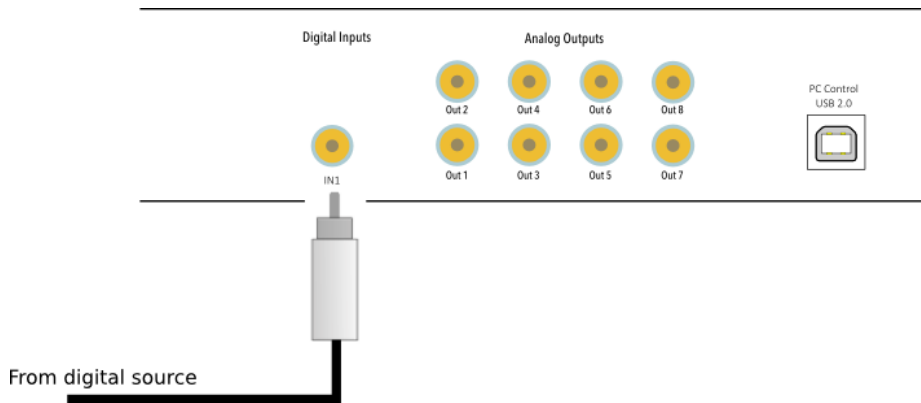 Digital Inputs
Analog Outputs
Out 2
Out 4
Out 6
Out 8
PC Control
USB 2.0
IN1
Out 1
Out 3
Out 5
Out 7
From digital source